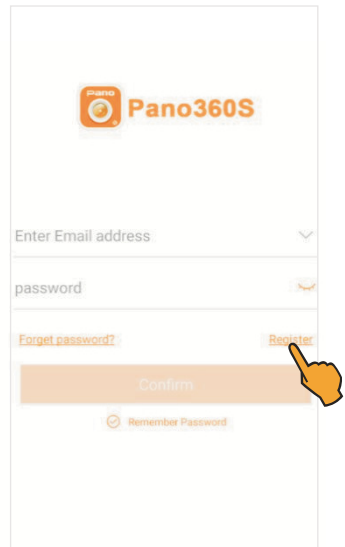 Pano
Pano360S
Enter Email address
password
Forget password? Register
Confirm
Remember Password